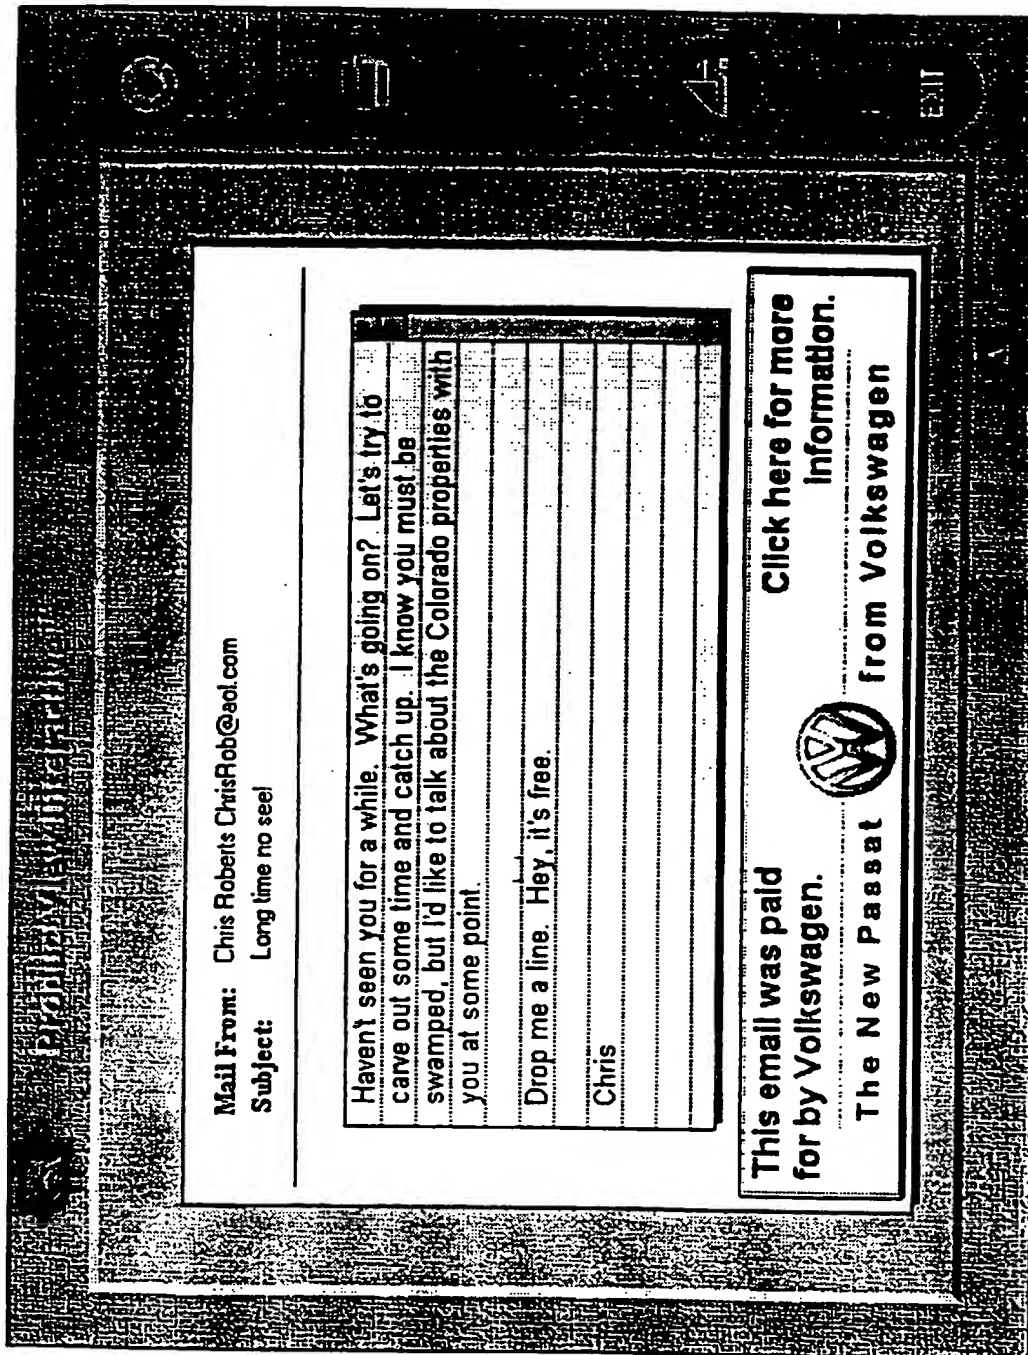 Mail From: Chris Roberts ChrisRob@aol.com
Subject: Long time no see!
Haven't seen you for a while. What's going on? Let's try to
carve out some time and catch up. I know you must be
swamped, but I'd like to talk about the Colorado properties with
you at some point.
Drop me a line. Hey, it's free.
Chris
This email was paid
for by Volkswagen.
Click here for more
information.
The New Passat from Volkswagen
EXIT